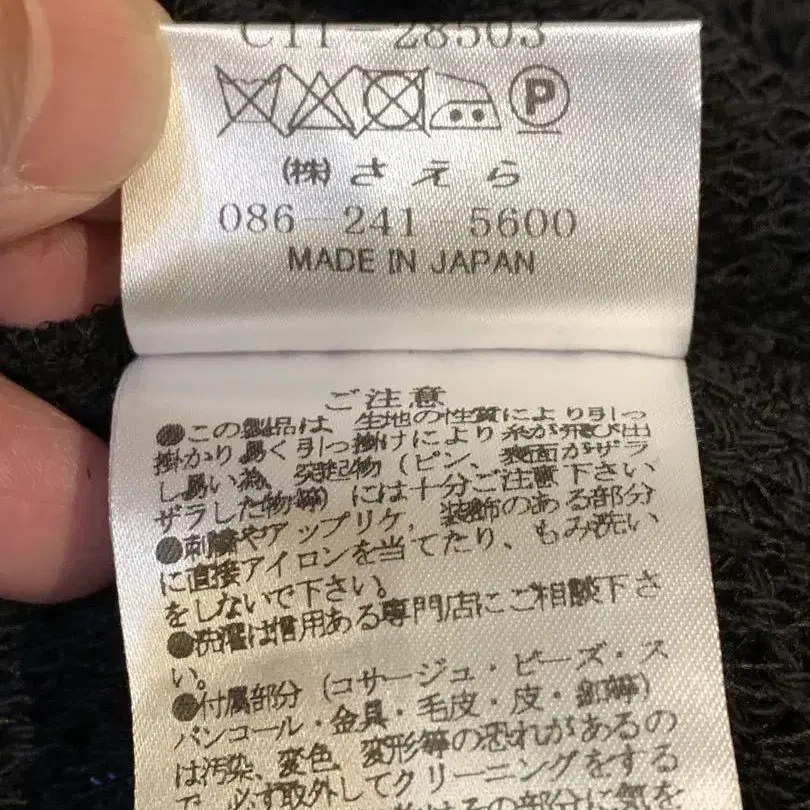 C11-28503
P
(株)さえら
086-241-5600
MADE IN JAPAN
ご注意
●この製品は 生地の性質により引っ
掛かり易く引っ掛けにより糸が飛び出
し易い為、突起物(ピン、表面がザラ
ザラした物等)には十分ご注意下さい
●刺繍やアップリケ, 装飾のある部分
に直接アイロンを当てたり、もみ洗い
をしないで下さい。
●洗濯は信用ある専門店にご相談下さ
い。
●付属部分(コサージュ・ビーズ・ス
パンコール・金具・毛皮・皮・釦等)
は汚染、変色、変形等の恐れがあるの
で、必ず取外してクリーニングをする